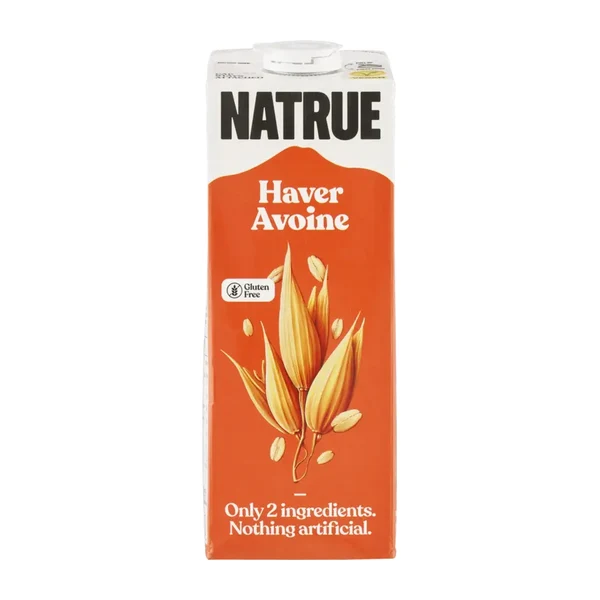 NATRUE
Haver
Avoine
Gluten
Free
Only 2 ingredients.
Nothing artificial.